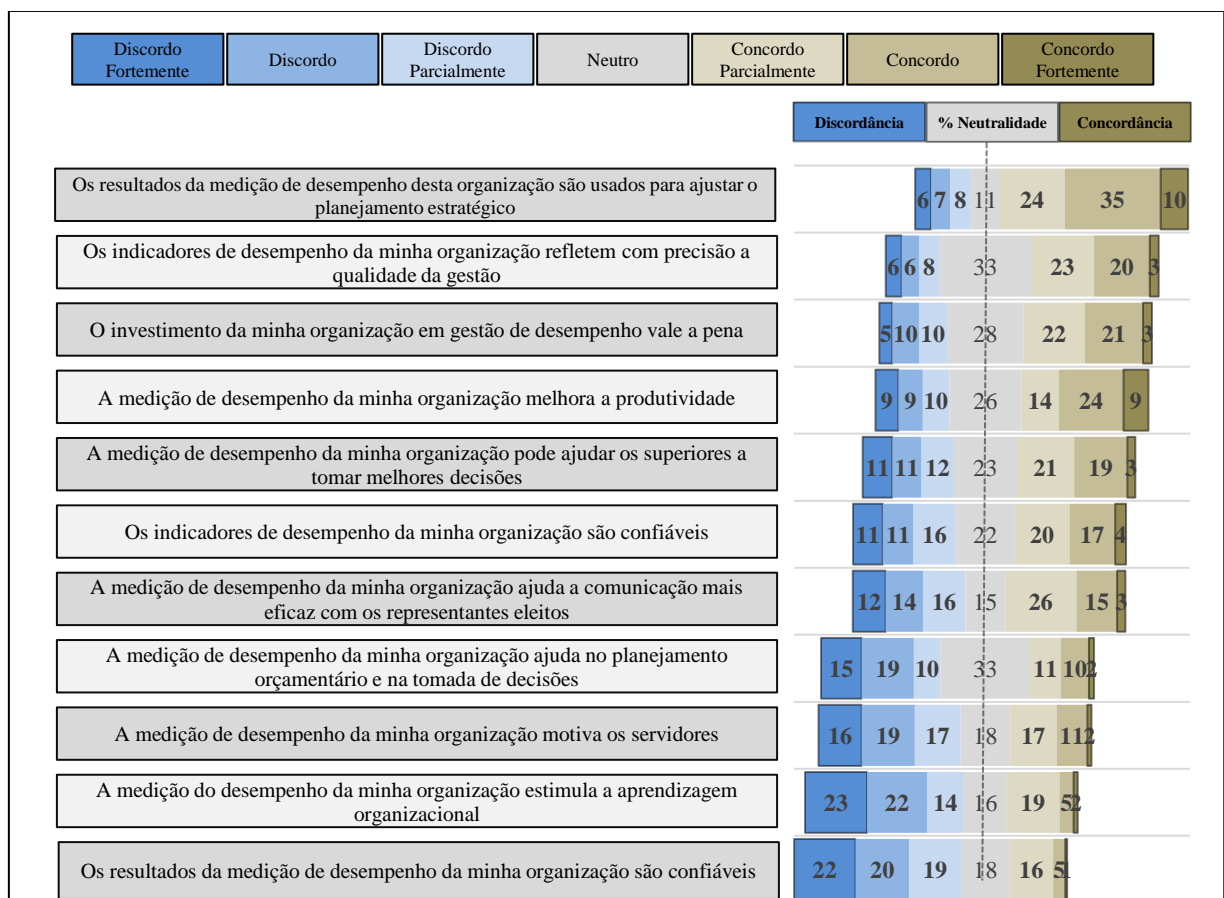 Discordo Fortemente
Discordo
Discordo Parcialmente
Neutro
Concordo Parcialmente
Concordo
Concordo Fortemente
Discordância % Neutralidade Concordância
Os resultados da medição de desempenho desta organização são usados para ajustar o
planejamento estratégico
6 7 8 11 24 35 10
Os indicadores de desempenho da minha organização refletem com precisão a
qualidade da gestão
6 6 8 33 23 20 3
O investimento da minha organização em gestão de desempenho vale a pena
5 10 10 28 22 21 3
A medição de desempenho da minha organização melhora a produtividade
9 9 10 26 14 24 9
A medição de desempenho da minha organização pode ajudar os superiores a
tomar melhores decisões
11 11 12 23 21 19 3
Os indicadores de desempenho da minha organização são confiáveis
11 11 16 22 20 17 4
A medição de desempenho da minha organização ajuda a comunicação mais
eficaz com os representantes eleitos
12 14 16 15 26 15 3
A medição de desempenho da minha organização ajuda no planejamento
orçamentário e na tomada de decisões
15 19 10 33 11 10 2
A medição de desempenho da minha organização motiva os servidores
16 19 17 18 17 11 2
A medição do desempenho da minha organização estimula a aprendizagem
organizacional
23 22 14 16 19 5 2
Os resultados da medição de desempenho da minha organização são confiáveis
22 20 19 18 16 5 1